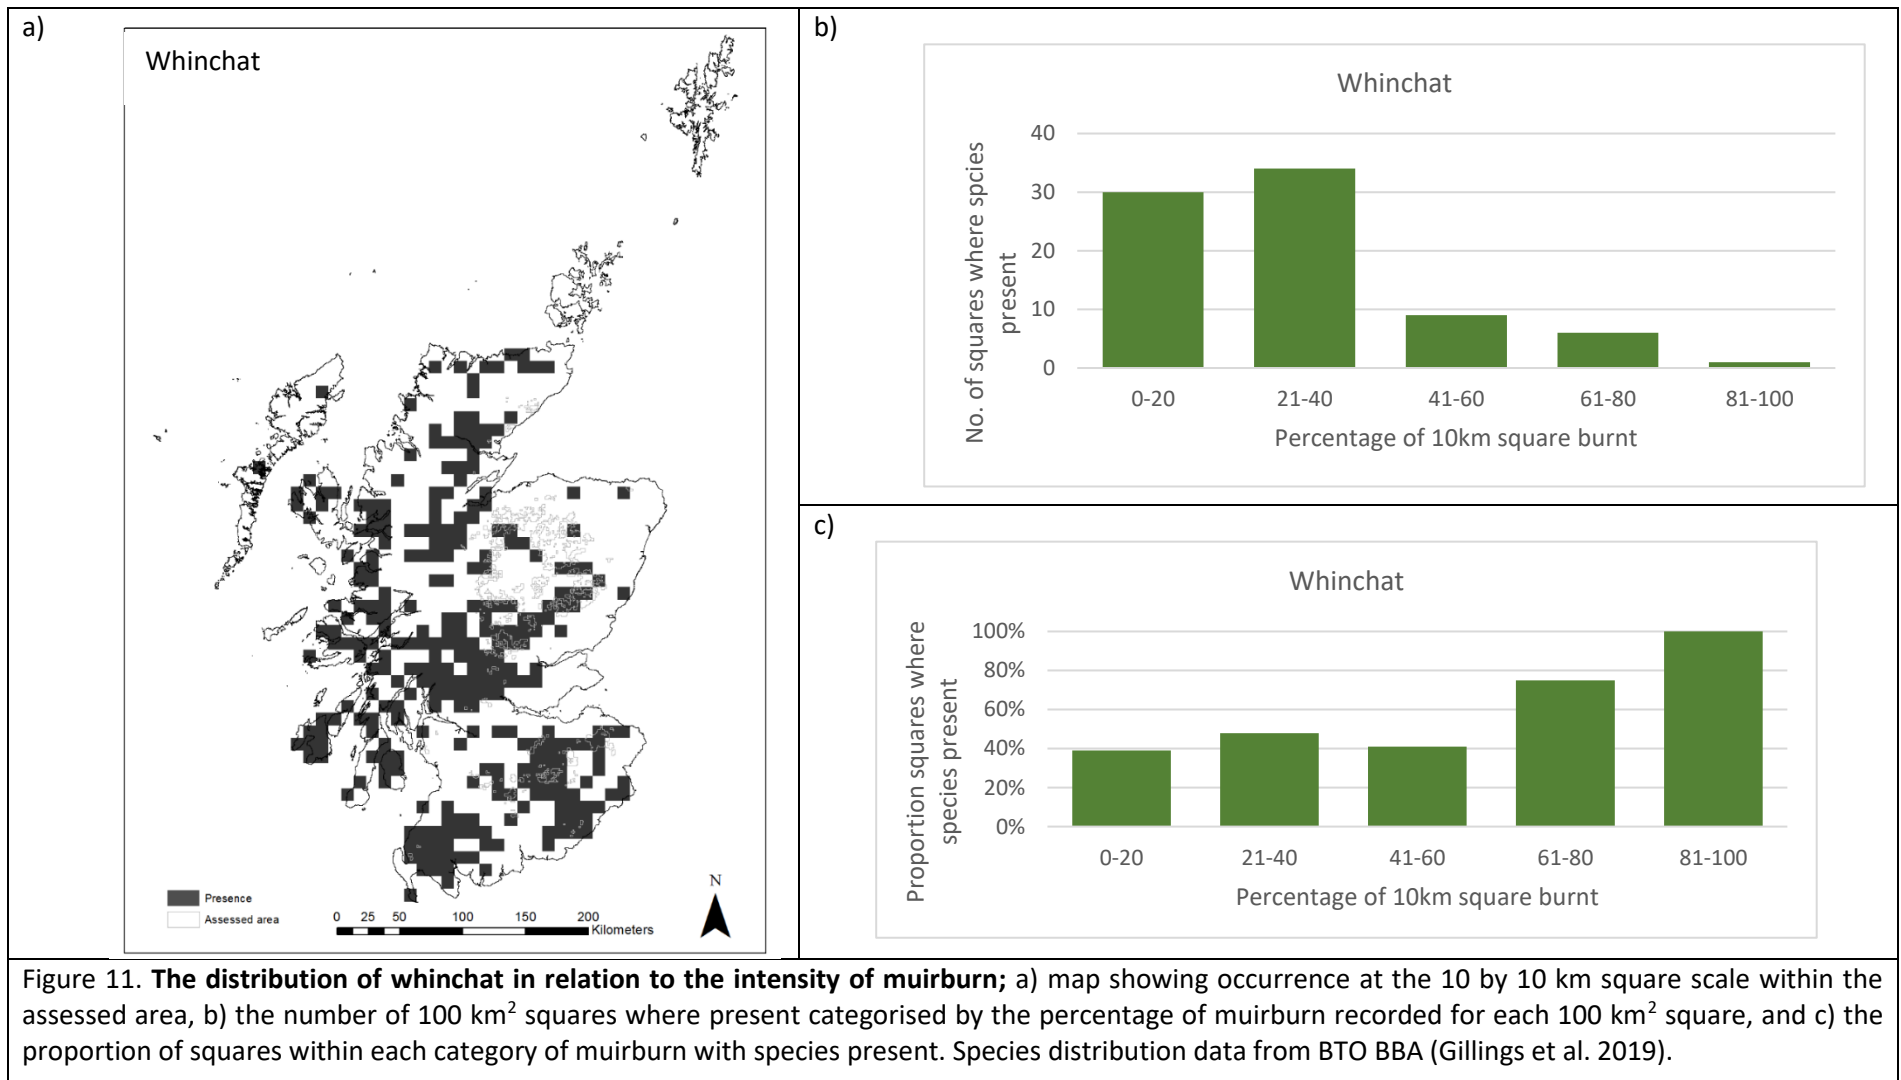 a)
Whinchat
Presence
Assessed area
0 25 50 100 150 200
Kilometers
N
b)
Whinchat
No. of squares where spcies
present
40
30
20
10
0
0-20 21-40 41-60 61-80 81-100
Percentage of 10km square burnt
c)
Whinchat
Proportion squares where
species present
100%
80%
60%
40%
20%
0%
0-20 21-40 41-60 61-80 81-100
Percentage of 10km square burnt
Figure 11. The distribution of whinchat in relation to the intensity of muirburn; a) map showing occurrence at the 10 by 10 km square scale within the
assessed area, b) the number of 100 km² squares where present categorised by the percentage of muirburn recorded for each 100 km² square, and c) the
proportion of squares within each category of muirburn with species present. Species distribution data from BTO BBA (Gillings et al. 2019).